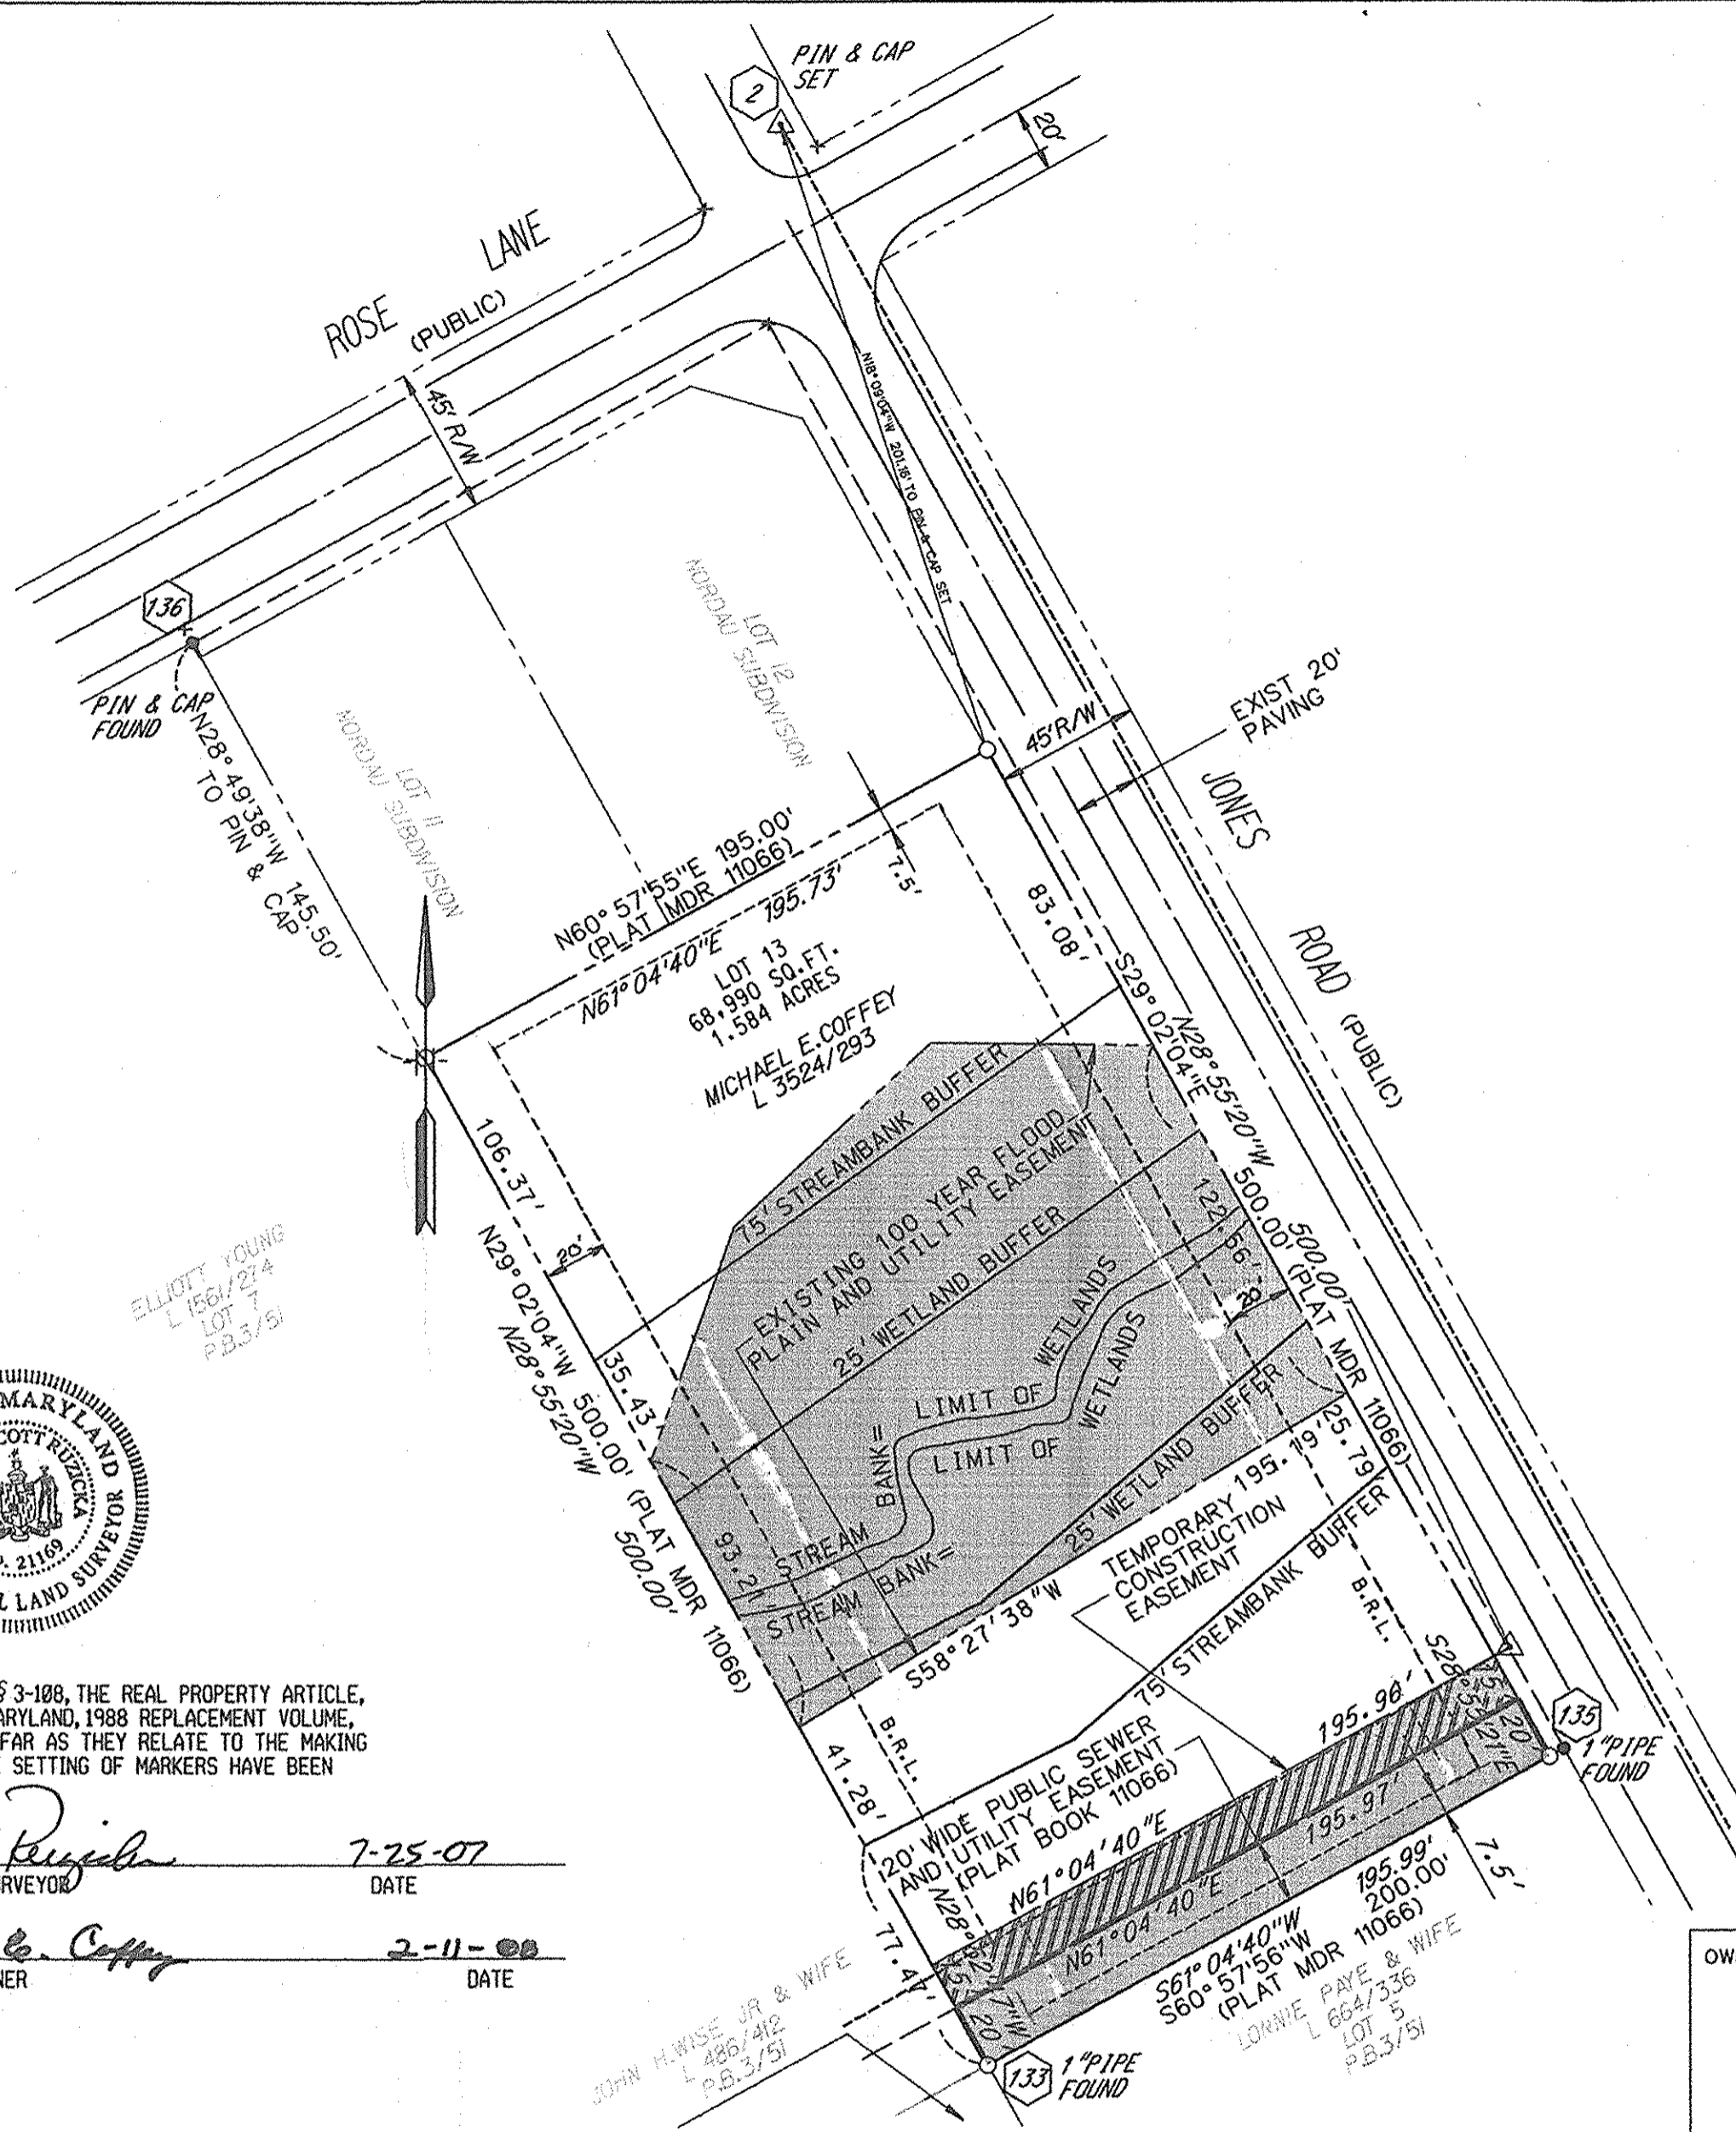 PIN & CAP
SET
2
20'
ROSE LANE
(PUBLIC)
45' R/W
N18°09'04"W 201.16' TO PIN & CAP SET
136
PIN & CAP
FOUND
N28°49'38"W 145.50'
TO PIN & CAP
LOT 11
NORDAU SUBDIVISION
LOT 12
NORDAU SUBDIVISION
45'R/W
EXIST 20'
PAVING
JONES ROAD (PUBLIC)
N60°57'55"E 195.00'
(PLAT MDR 11066)
N61°04'40"E 195.73'
7.5'
LOT 13
68,990 SQ.FT.
1.584 ACRES
MICHAEL E.COFFEY
L 3524/293
83.08'
S29°02'04"E 500.00' (PLAT MDR 11066)
N28°55'20"W 500.00'
106.37'
20'
N29°02'04"W 500.00' (PLAT MDR 11066)
N28°55'20"W 500.00'
75' STREAMBANK BUFFER
EXISTING 100 YEAR FLOOD
PLAIN AND UTILITY EASEMENT
25' WETLAND BUFFER
122.56'
20'
35.43'
LIMIT OF WETLANDS
LIMIT OF WETLANDS
STREAM BANK=
STREAM BANK=
93.21'
25' WETLAND BUFFER
S58°27'38"W 195.19'
25.79'
TEMPORARY
CONSTRUCTION
EASEMENT
75' STREAMBANK BUFFER
B.R.L.
B.R.L.
41.28'
ELLIOTT YOUNG
L 1561/274
LOT 7
P.B.3/51
MARYLAND
SCOTT RUZICKA
21169
LAND SURVEYOR
§ 3-108, THE REAL PROPERTY ARTICLE,
ARYLAND, 1988 REPLACEMENT VOLUME,
FAR AS THEY RELATE TO THE MAKING
SETTING OF MARKERS HAVE BEEN
7-25-07
RVEYOR DATE
Coffey
NER DATE
20' WIDE PUBLIC SEWER
AND UTILITY EASEMENT
(PLAT BOOK 11066)
N61°04'40"E 195.96'
N61°04'40"E 195.97'
77.47'
20'
20'
135
1"PIPE
FOUND
7.5'
S61°04'40"W 195.99'
S60°57'56"W 200.00'
(PLAT MDR 11066)
LONNIE PAYE & WIFE
L 664/336
LOT 5
P.B.3/51
JOHN H.WISE JR & WIFE
L 486/412
P.B.3/51
133
1"PIPE
FOUND
OW